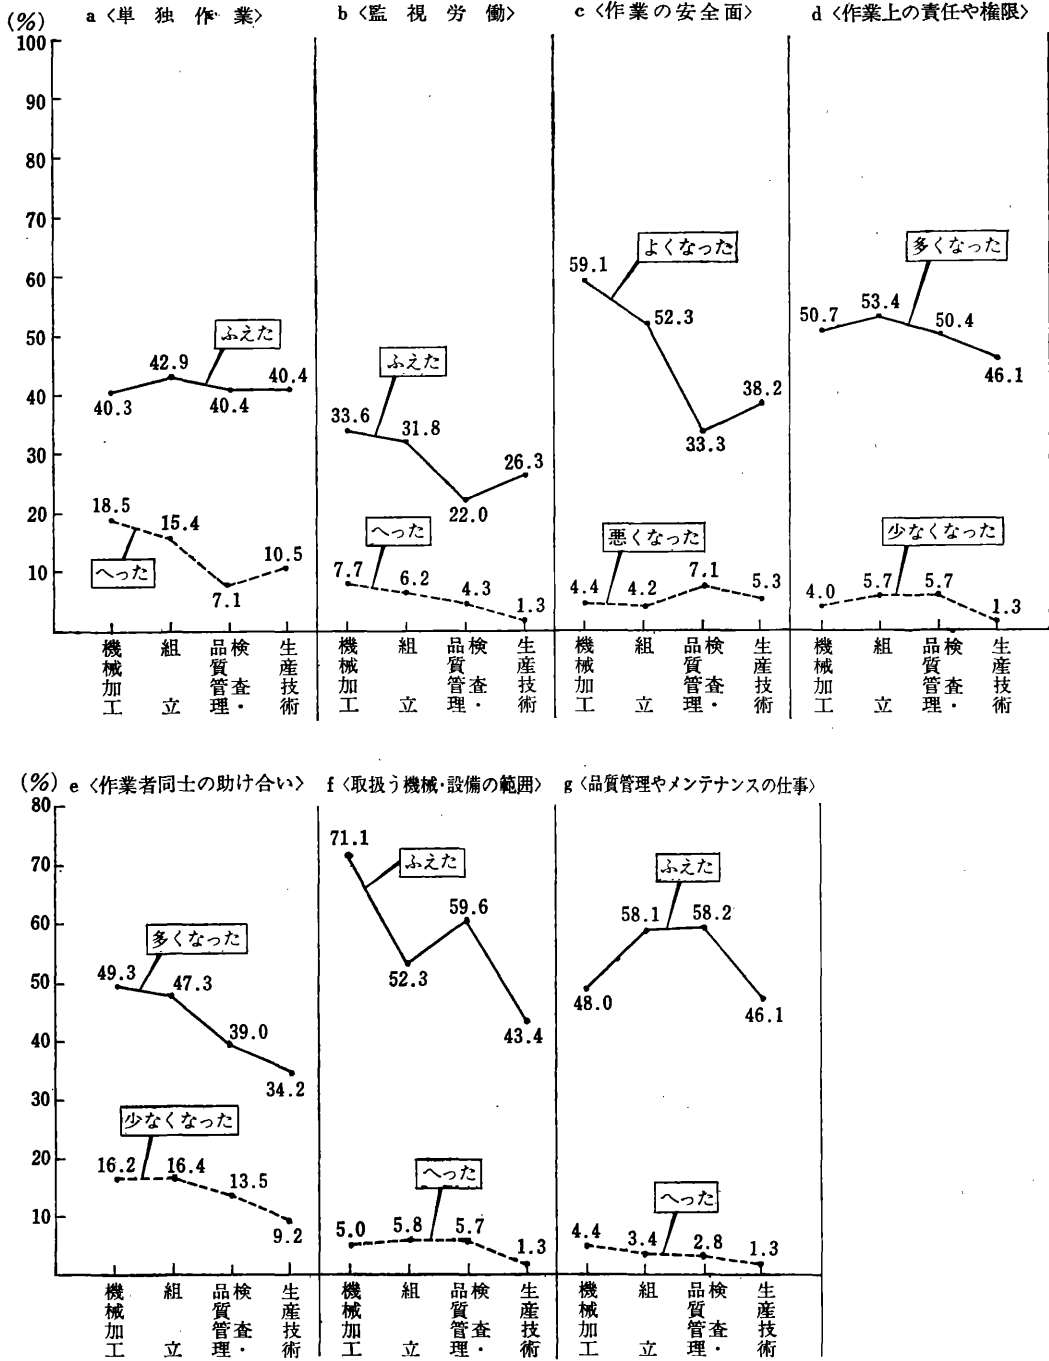 (%)
a〈単独作業〉
b〈監視労働〉
c〈作業の安全面〉
d〈作業上の責任や権限〉
100
90
80
70
60
50
40
30
20
10
ふえた
40.3
42.9
40.4
40.4
へった
18.5
15.4
7.1
10.5
機械加工
組立
品質管理・検査
生産技術
ふえた
33.6
31.8
22.0
26.3
へった
7.7
6.2
4.3
1.3
機械加工
組立
品質管理・検査
生産技術
よくなった
59.1
52.3
33.3
38.2
悪くなった
4.4
4.2
7.1
5.3
機械加工
組立
品質管理・検査
生産技術
多くなった
50.7
53.4
50.4
46.1
少なくなった
4.0
5.7
5.7
1.3
機械加工
組立
品質管理・検査
生産技術
(%)
e〈作業者同士の助け合い〉
f〈取扱う機械・設備の範囲〉
g〈品質管理やメンテナンスの仕事〉
80
70
60
50
40
30
20
10
多くなった
49.3
47.3
39.0
34.2
少なくなった
16.2
16.4
13.5
9.2
機械加工
組立
品質管理・検査
生産技術
ふえた
71.1
52.3
59.6
43.4
へった
5.0
5.8
5.7
1.3
機械加工
組立
品質管理・検査
生産技術
ふえた
48.0
58.1
58.2
46.1
へった
4.4
3.4
2.8
1.3
機械加工
組立
品質管理・検査
生産技術